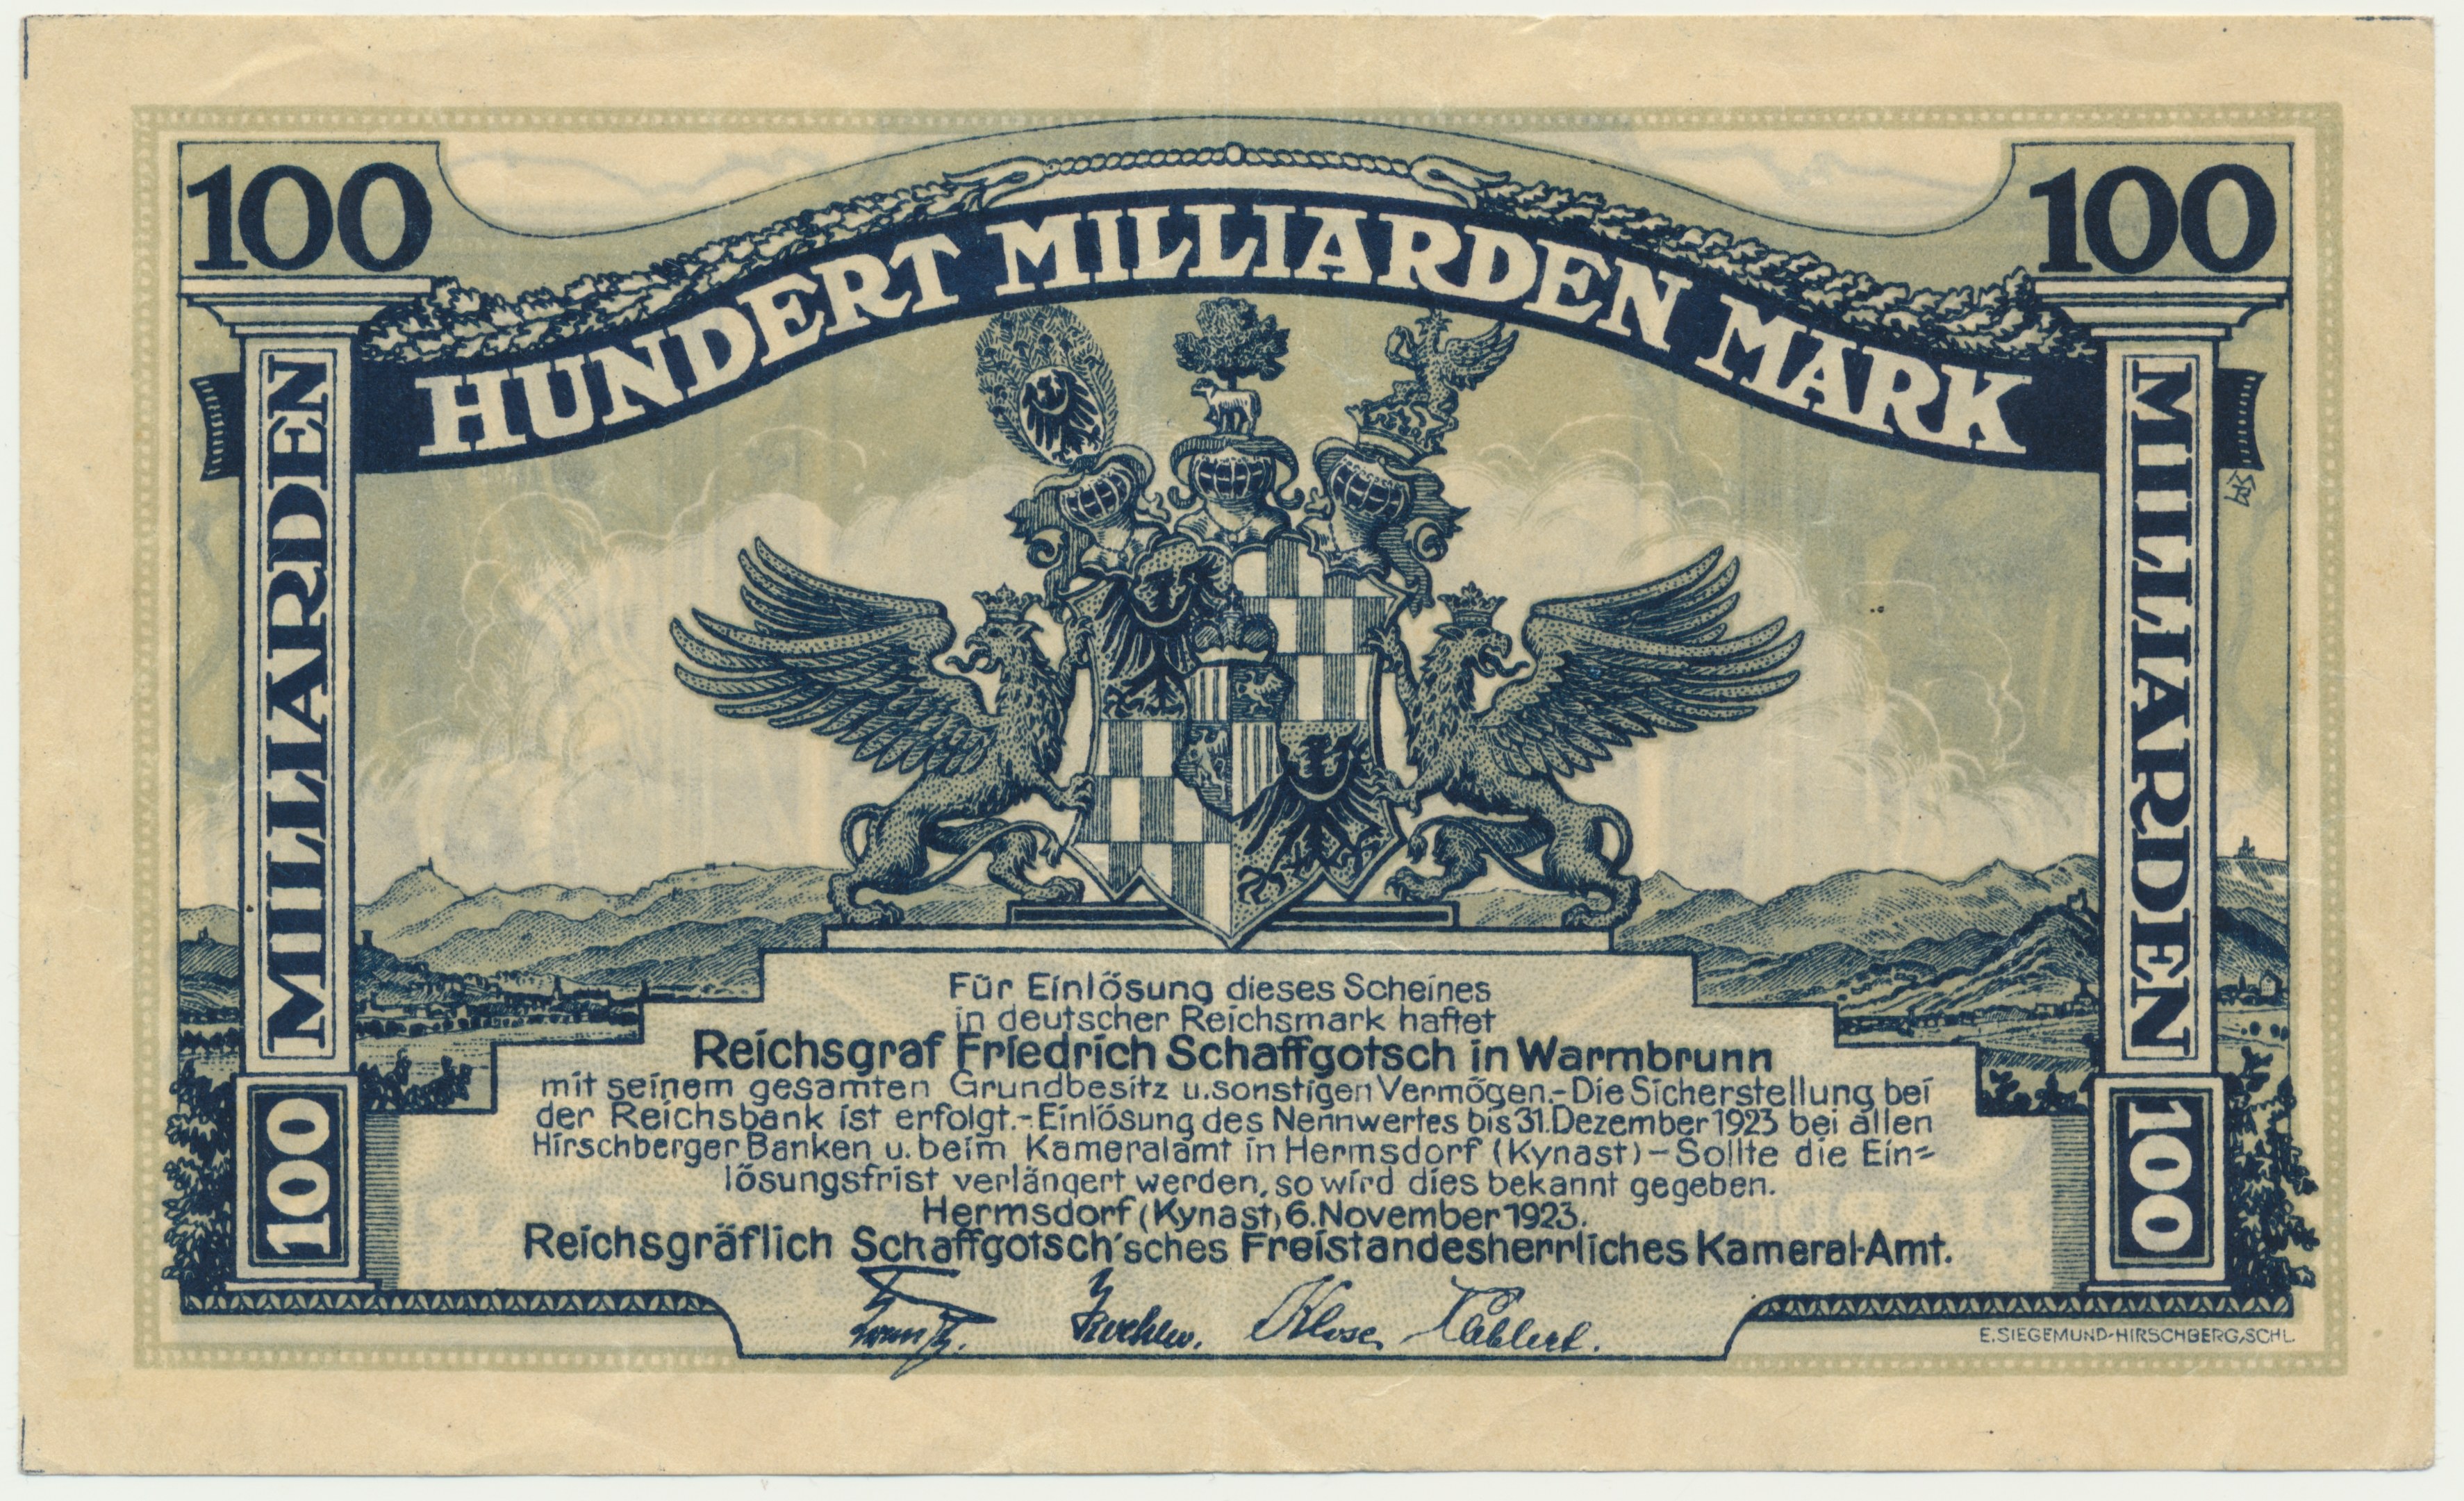 100
100
HUNDERT MILLIARDEN MARK
MILLIARDEN
MILLIARDEN
Für Einlösung dieses Scheines
in deutscher Reichsmark haftet
Reichsgraf Friedrich Schaffgotsch in Warmbrunn
mit seinem gesamten Grundbesitz u. sonstigen Vermögen.-Die Sicherstellung bei
der Reichsbank ist erfolgt.-Einlösung des Nennwertes bis 31. Dezember 1923 bei allen
Hirschberger Banken u. beim Kameralamt in Hermsdorf (Kynast)-Sollte die Ein=
lösungsfrist verlängert werden, so wird dies bekannt gegeben.
Hermsdorf (Kynast) 6. November 1923.
Reichsgräflich Schaffgotsch'sches Freistandesherrliches Kameral-Amt.
100
100
Klose
E. SIEGEMUND-HIRSCHBERG, SCHL.